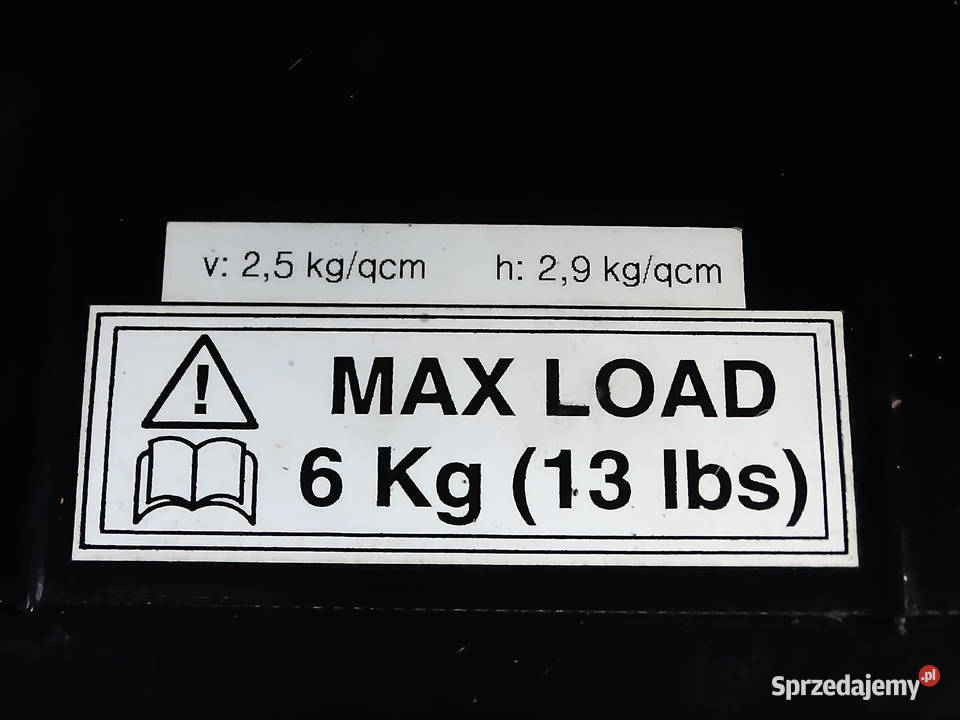 v: 2,5 kg/qcm h: 2,9 kg/qcm
! MAX LOAD
6 Kg (13 lbs)
Sprzedajemy.pl